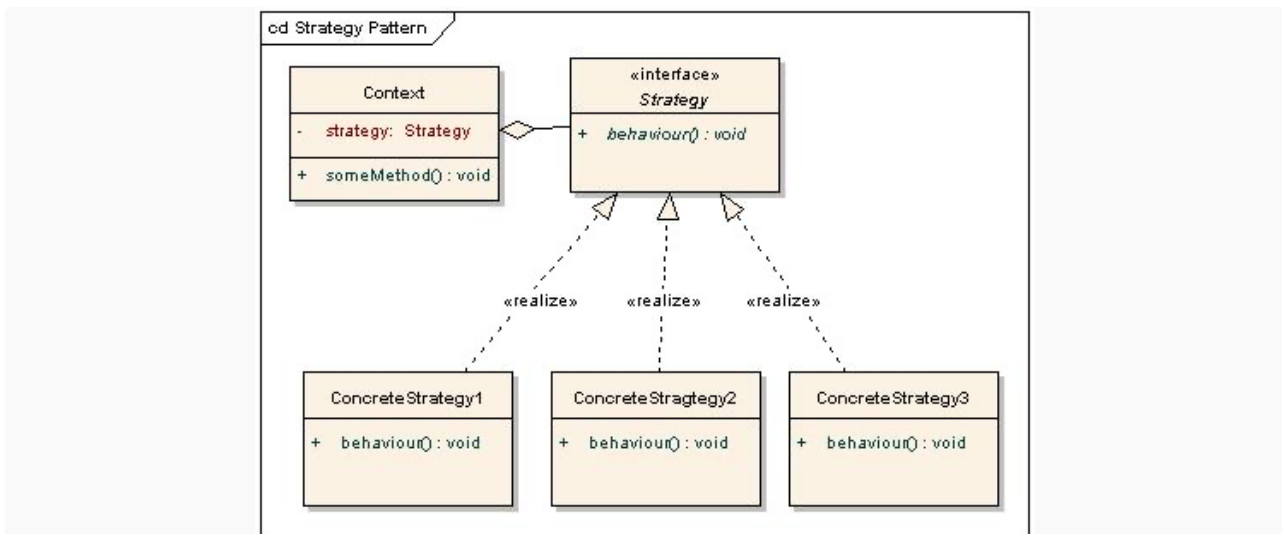 cd Strategy Pattern
Context
- strategy: Strategy
+ someMethod() : void
«interface»
Strategy
+ behaviour() : void
«realize» «realize» «realize»
ConcreteStrategy1
+ behaviour() : void
ConcreteStragtegy2
+ behaviour() : void
ConcreteStrategy3
+ behaviour() : void